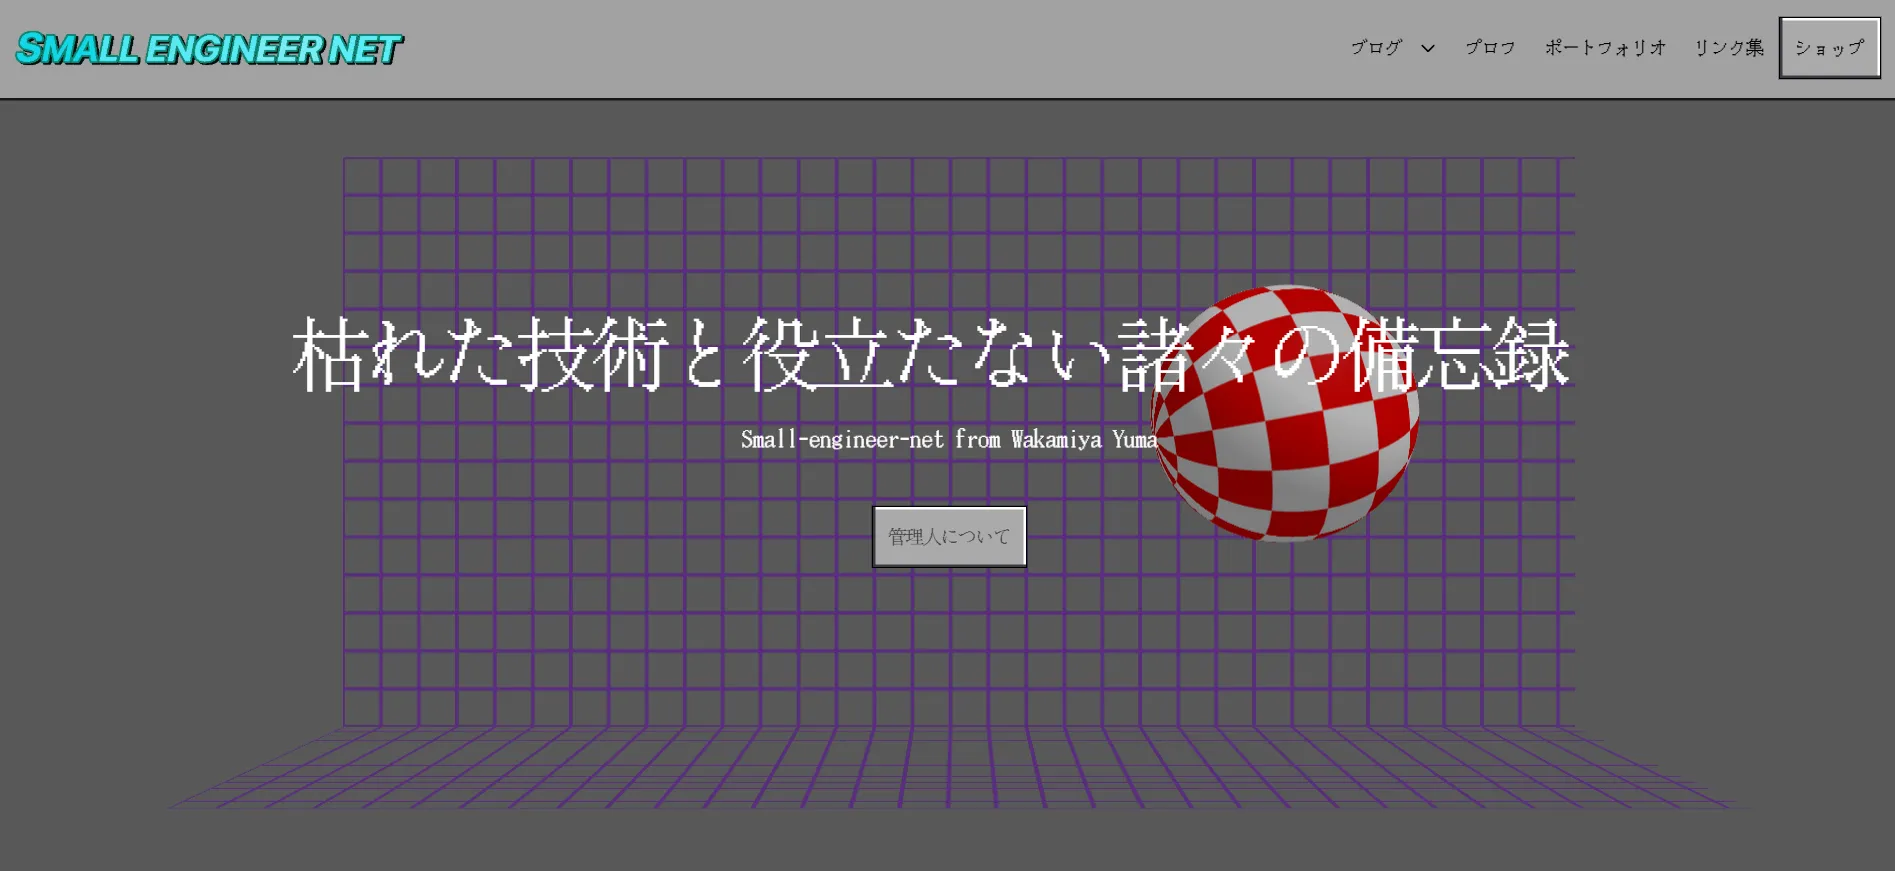 SMALL ENGINEER NET
ブログ プロフ ポートフォリオ リンク集 ショップ
枯れた技術と役立たない諸々の備忘録
Small-engineer-net from Wakamiya Yuma
管理人について